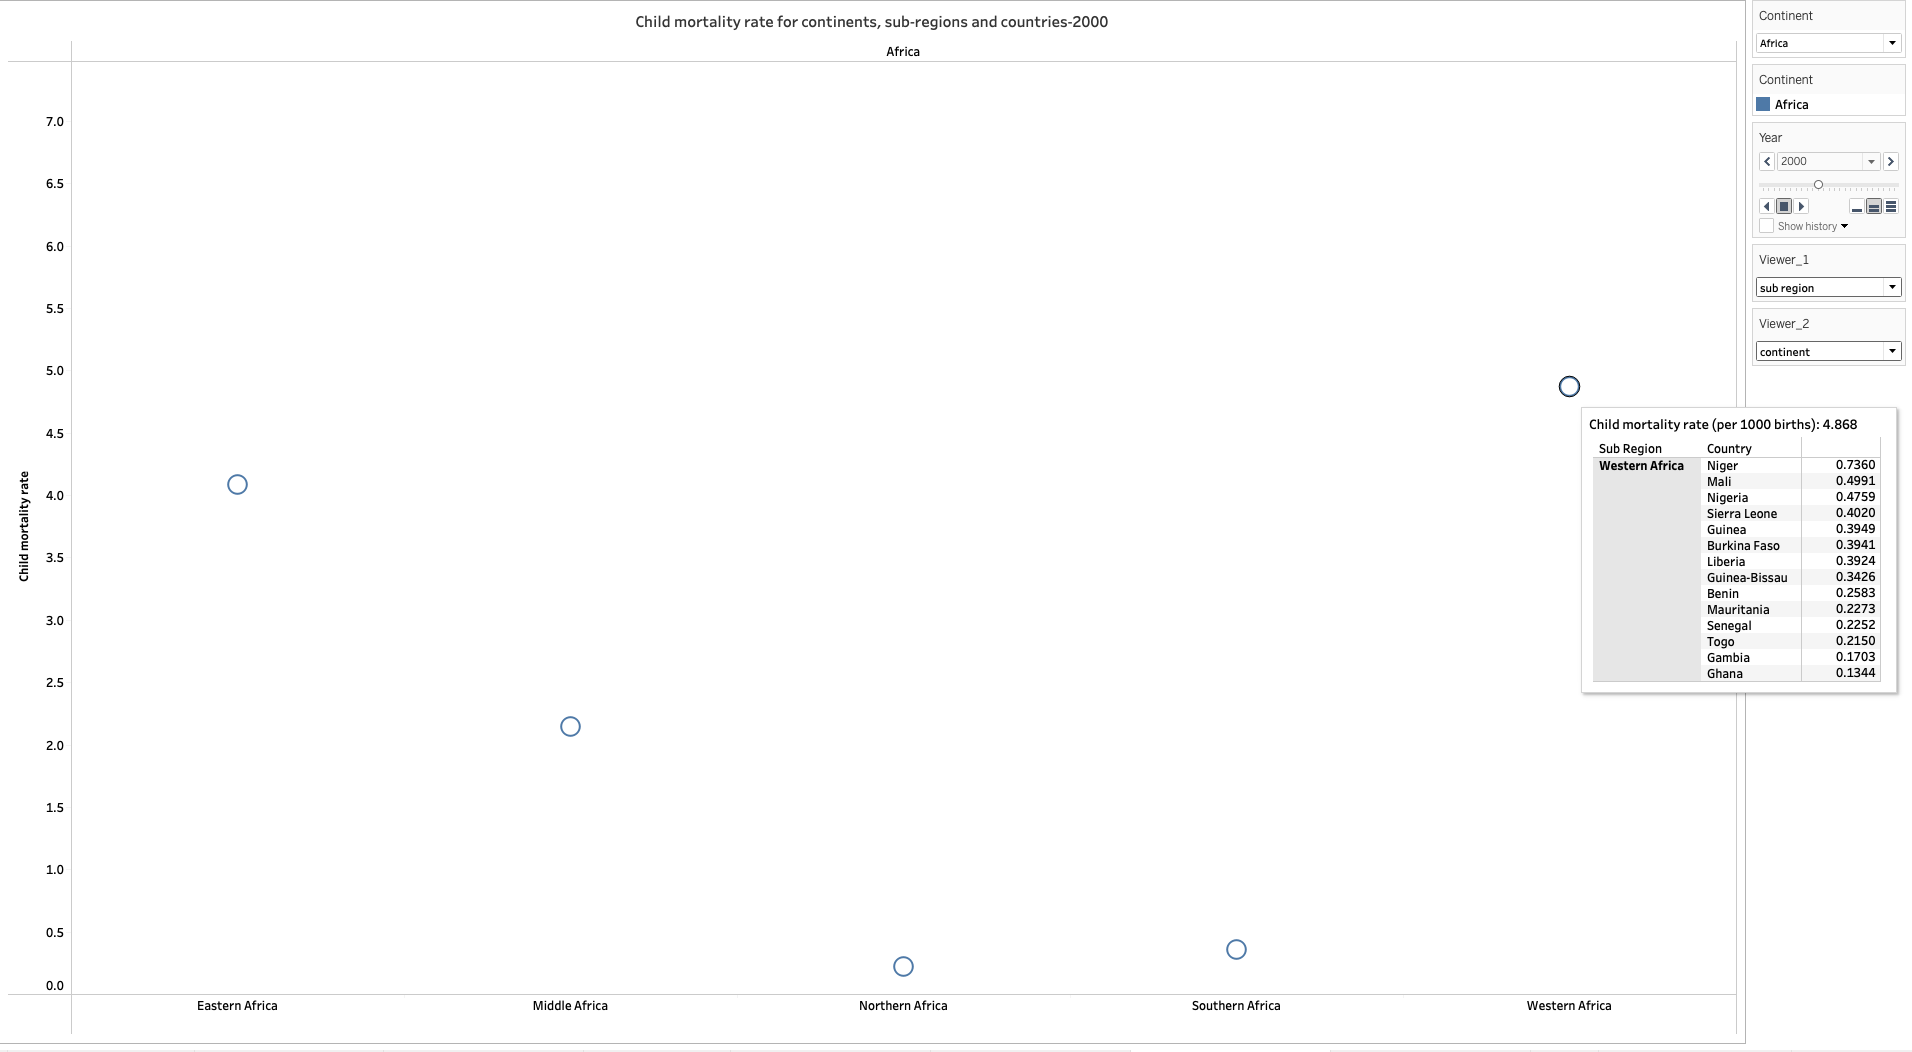 Child mortality rate for continents, sub-regions and countries-2000
Africa
Child mortality rate
7.0
6.5
6.0
5.5
5.0
4.5
4.0
3.5
3.0
2.5
2.0
1.5
1.0
0.5
0.0
Eastern Africa Middle Africa Northern Africa Southern Africa Western Africa
Continent
Africa
Continent
Africa
Year
2000
Show history
Viewer_1
sub region
Viewer_2
continent
Child mortality rate (per 1000 births): 4.868
Sub Region Country
Western Africa Niger 0.7360
Mali 0.4991
Nigeria 0.4759
Sierra Leone 0.4020
Guinea 0.3949
Burkina Faso 0.3941
Liberia 0.3924
Guinea-Bissau 0.3426
Benin 0.2583
Mauritania 0.2273
Senegal 0.2252
Togo 0.2150
Gambia 0.1703
Ghana 0.1344